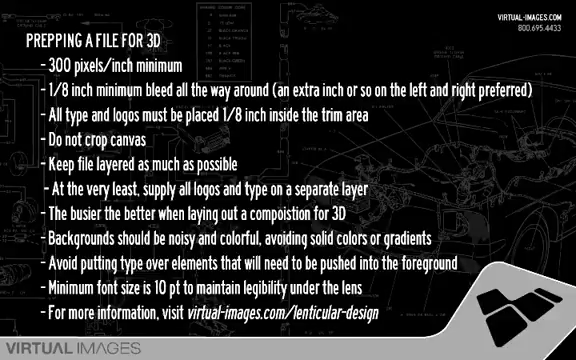 VIRTUAL-IMAGES.COM
800.695.4433
PREPPING A FILE FOR 3D
- 300 pixels/inch minimum
- 1/8 inch minimum bleed all the way around (an extra inch or so on the left and right preferred)
- All type and logos must be placed 1/8 inch inside the trim area
- Do not crop canvas
- Keep file layered as much as possible
- At the very least, supply all logos and type on a separate layer
- The busier the better when laying out a compoistion for 3D
- Backgrounds should be noisy and colorful, avoiding solid colors or gradients
- Avoid putting type over elements that will need to be pushed into the foreground
- Minimum font size is 10 pt to maintain legibility under the lens
- For more information, visit virtual-images.com/lenticular-design
VIRTUAL IMAGES